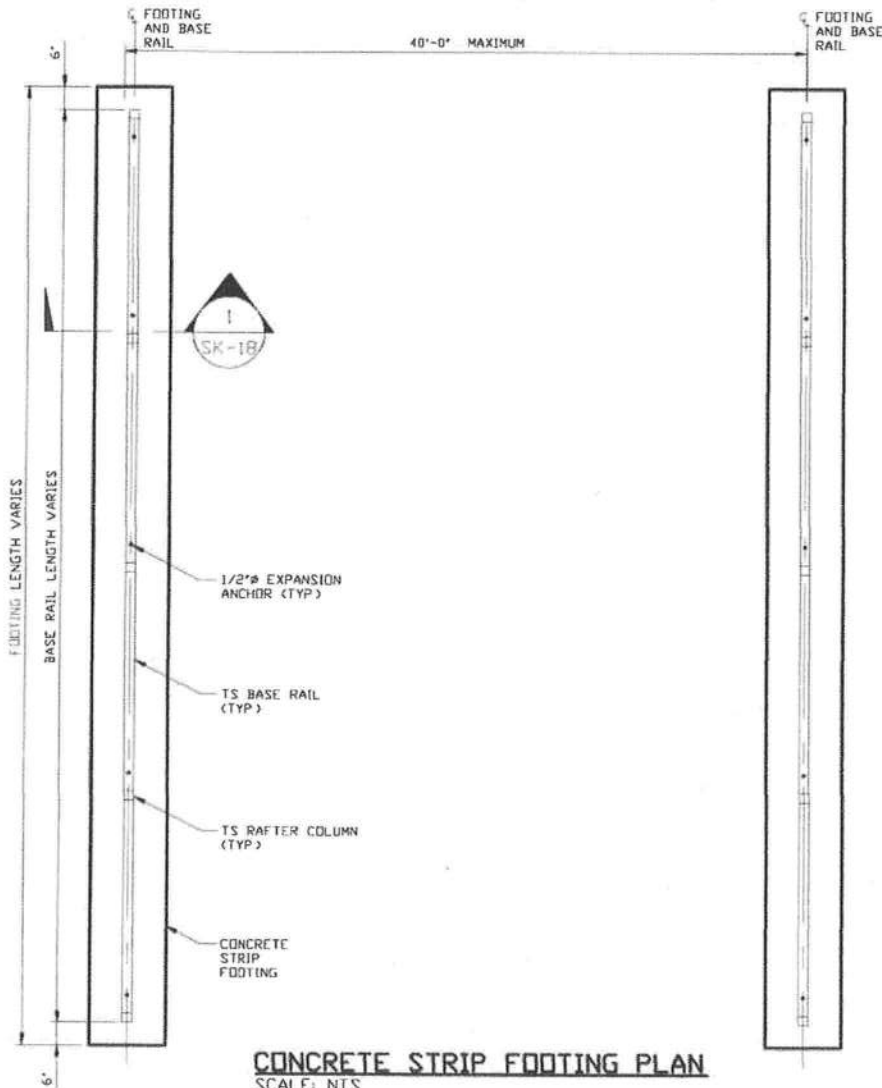 ℄ FOOTING
AND BASE
RAIL
℄ FOOTING
AND BASE
RAIL
6"
40'-0" MAXIMUM
1
SK-18
FOOTING LENGTH VARIES
BASE RAIL LENGTH VARIES
1/2"ø EXPANSION
ANCHOR (TYP)
TS BASE RAIL
(TYP)
TS RAFTER COLUMN
(TYP)
CONCRETE
STRIP
FOOTING
6"
CONCRETE STRIP FOOTING PLAN
SCALE: NTS